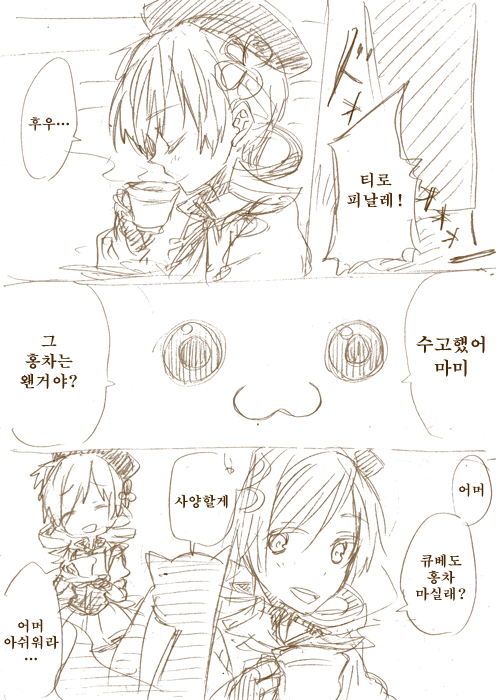 ド
티로
피날레!
후우…
수고했어
마미
그
홍차는
왠거야?
어머
큐베도
홍차
마실래?
사양할게
어머
아쉬워라
…